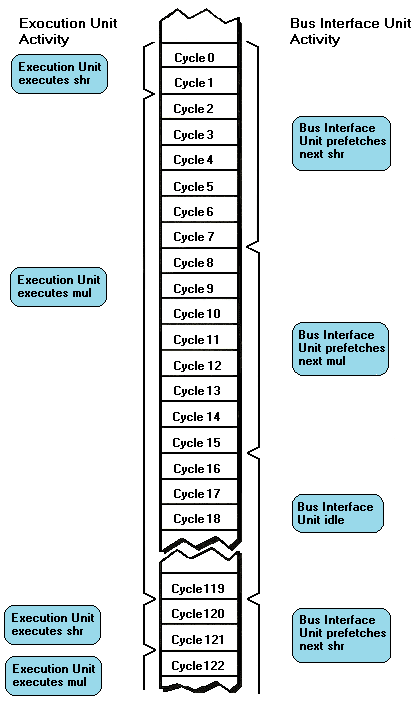 Exocution Unit
Activity
Bus Interface Unit
Activity
Execution Unit
executes shr
Cycle 0
Cycle 1
Cycle 2
Cycle 3
Cycle 4
Cycle 5
Cycle 6
Cycle 7
Cycle 8
Cycle 9
Cycle 10
Cycle 11
Cycle 12
Cycle 13
Cycle 14
Cycle 15
Cycle 16
Cycle 17
Cycle 18
Cycle119
Cycle120
Cycle121
Cycle122
Bus Interface
Unit prefetches
next shr
Execution Unit
executes mul
Bus Interface
Unit prefetches
next mul
Bus Interface
Unit idle
Execution Unit
executes shr
Bus Interface
Unit prefetches
next shr
Execution Unit
executes mul